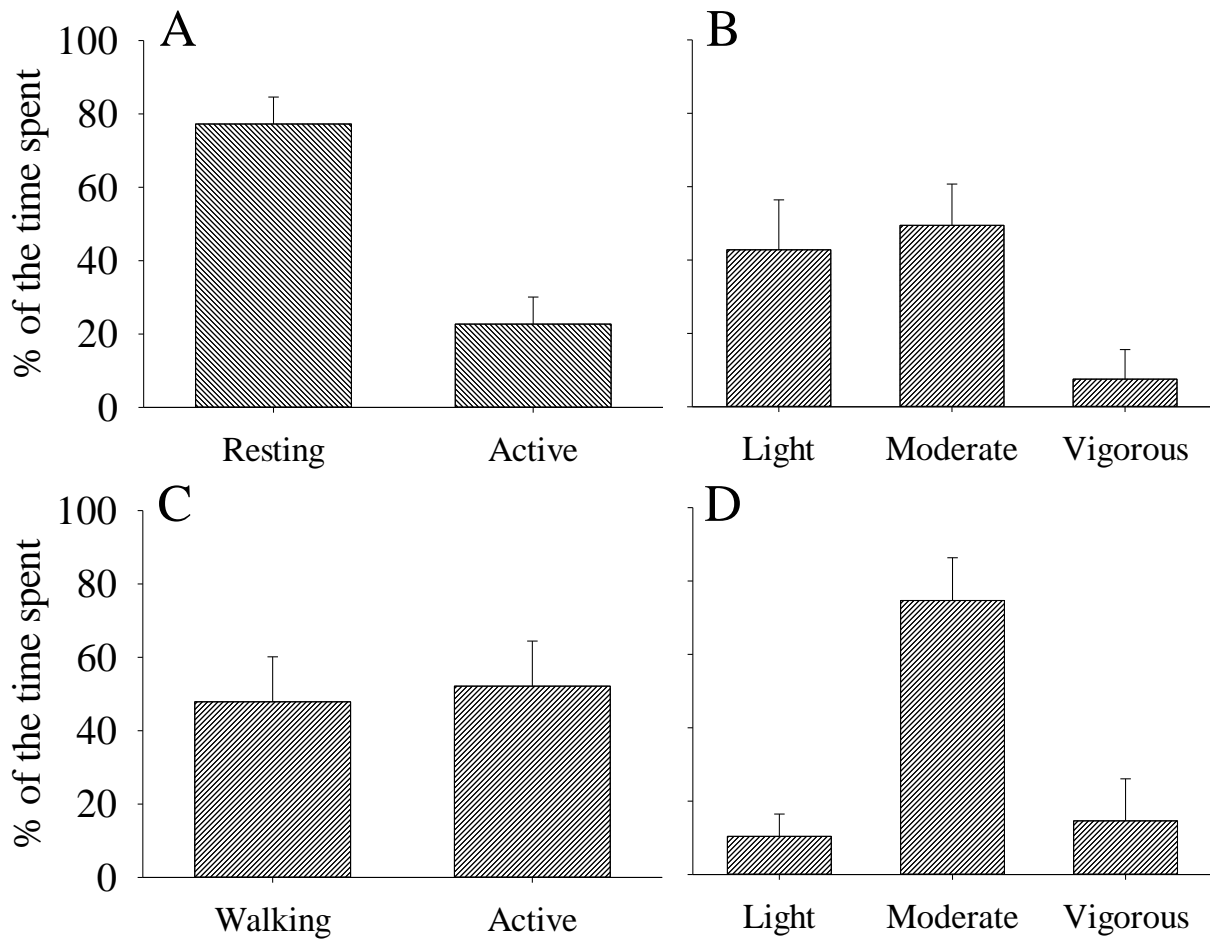 A
B
% of the time spent
100
80
60
40
20
0
Resting Active
Light Moderate Vigorous
C
D
% of the time spent
100
80
60
40
20
0
Walking Active
Light Moderate Vigorous